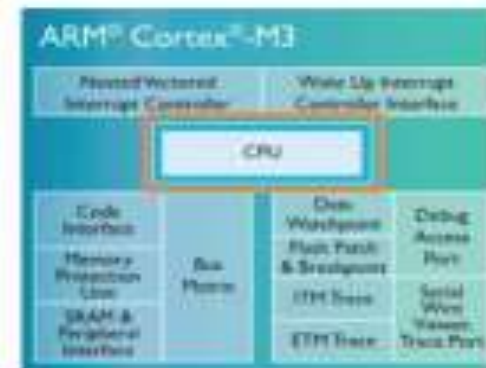 ARM® Cortex®-M3
Nested Vectored
Interrupt Controller
Wake Up Interrupt
Controller Interface
CPU
Code
Interface
Memory
Protection
Unit
SRAM &
Peripheral
Interface
Bus
Matrix
Data
Watchpoint
Flash Patch
& Breakpoint
ITM Trace
ETM Trace
Debug
Access
Port
Serial
Wire
Viewer
Trace Port